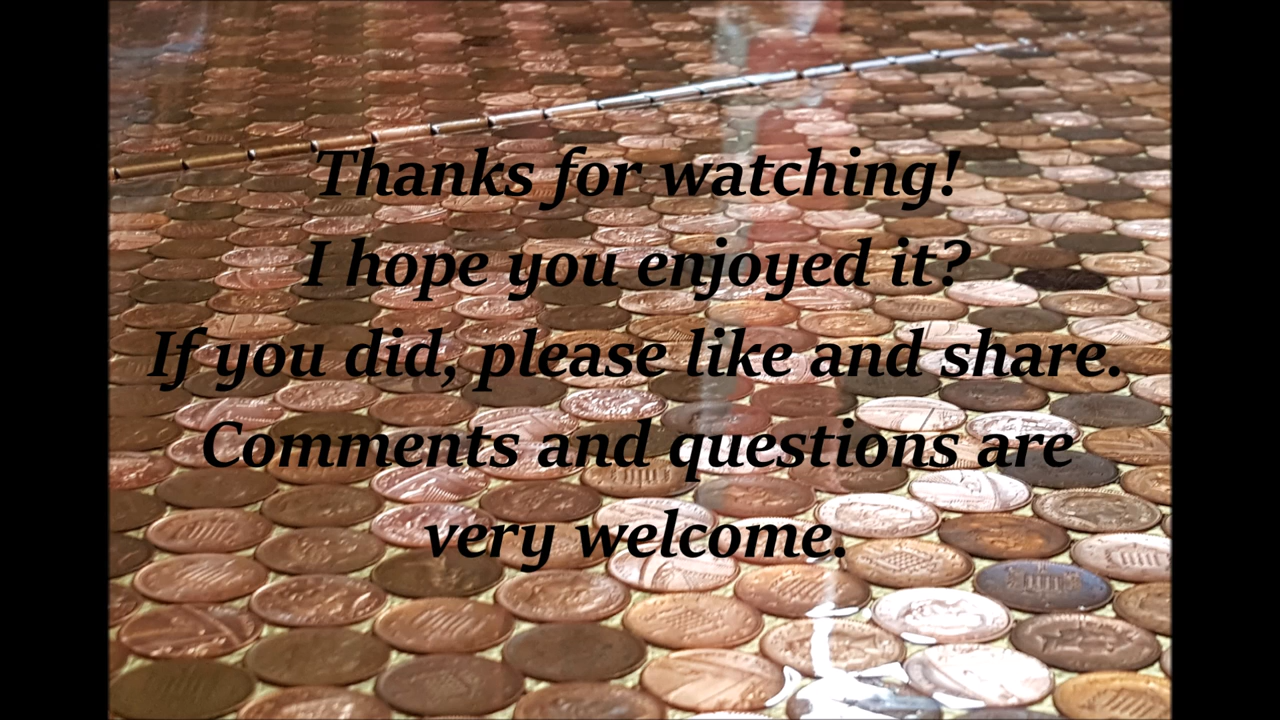 Thanks for watching!
I hope you enjoyed it?
If you did, please like and share.
Comments and questions are
very welcome.